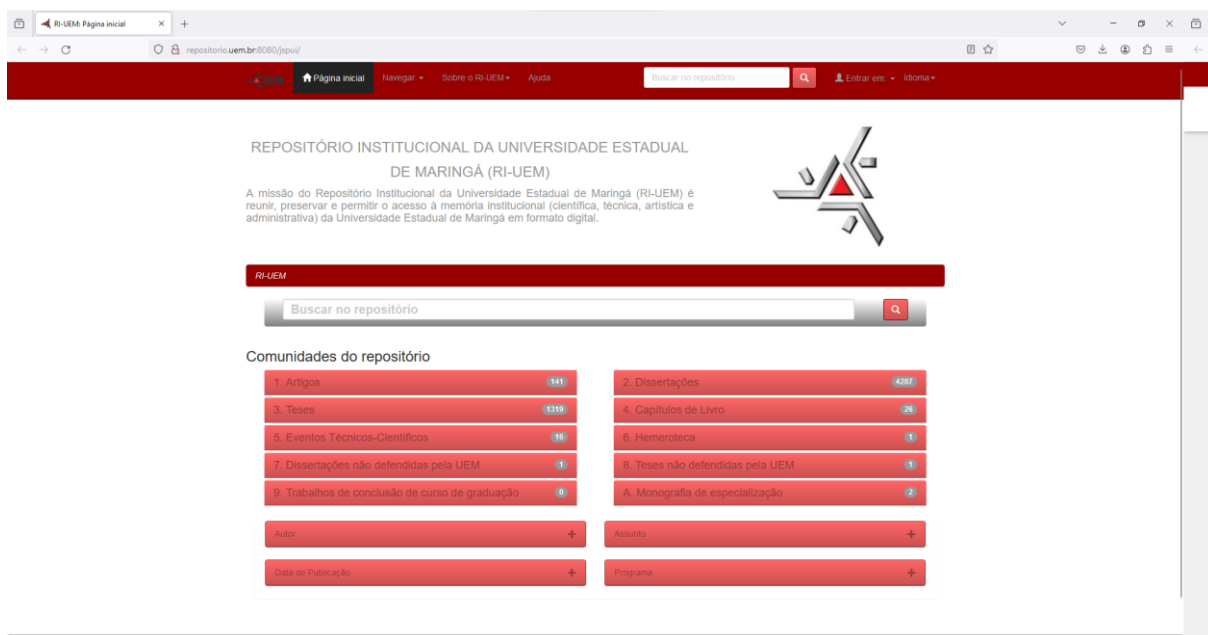 RI-UEM: Página inicial
repositorio.uem.br:8080/jspui/
UEM Página inicial Navegar Sobre o RI-UEM Ajuda Buscar no repositório Entrar em: Idioma
REPOSITÓRIO INSTITUCIONAL DA UNIVERSIDADE ESTADUAL
DE MARINGÁ (RI-UEM)
A missão do Repositório Institucional da Universidade Estadual de Maringá (RI-UEM) é
reunir, preservar e permitir o acesso à memória institucional (científica, técnica, artística e
administrativa) da Universidade Estadual de Maringá em formato digital.
RI-UEM
Buscar no repositório
Comunidades do repositório
1. Artigos 141
2. Dissertações 4287
3. Teses 1319
4. Capítulos de Livro 26
5. Eventos Técnicos-Científicos 16
6. Hemeroteca 1
7. Dissertações não defendidas pela UEM 1
8. Teses não defendidas pela UEM 1
9. Trabalhos de conclusão de curso de graduação 0
A. Monografia de especialização 2
Autor
Assunto
Data de Publicação
Programa